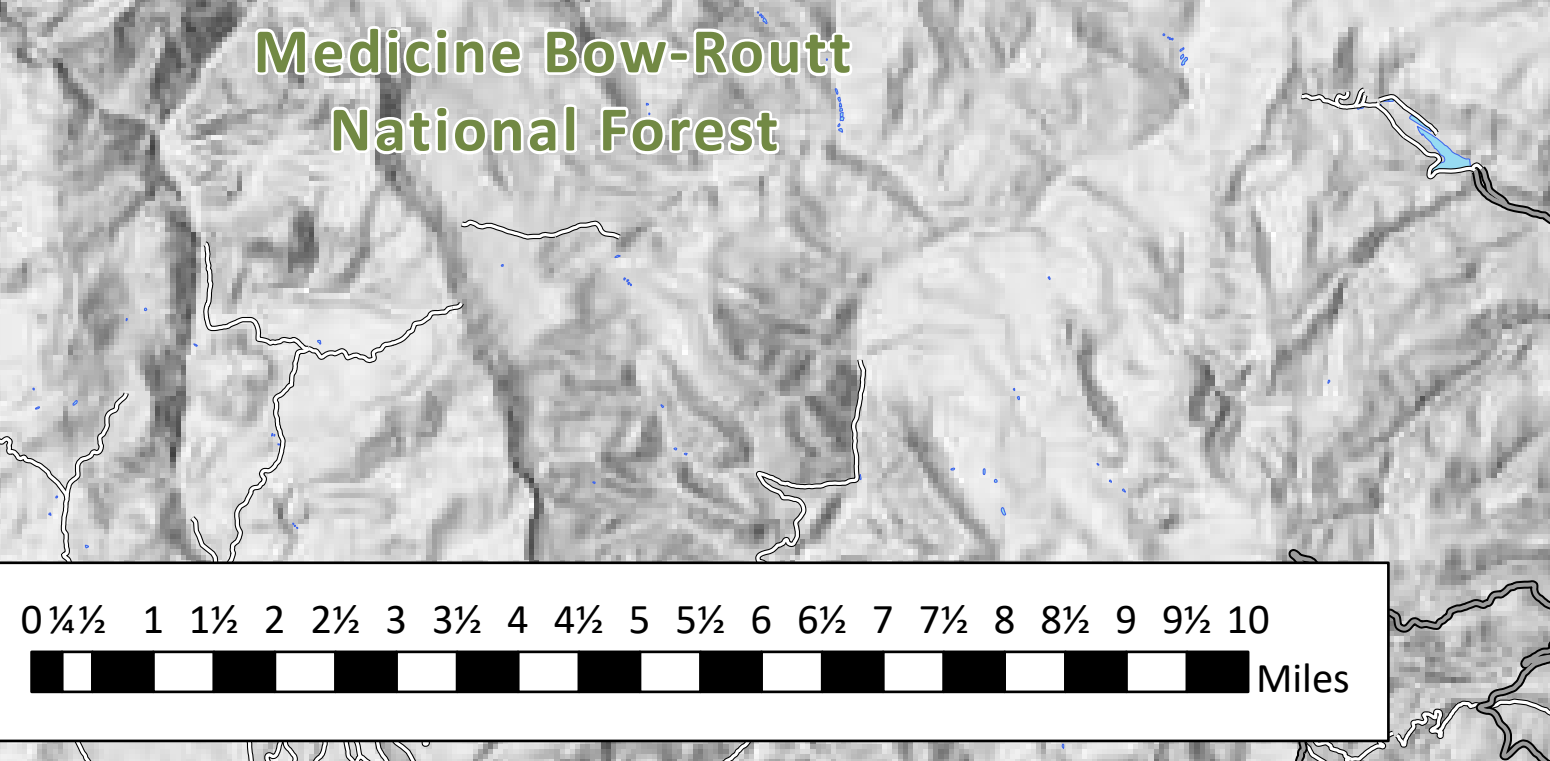 Medicine Bow-Routt
National Forest
0 ¼ ½ 1 1½ 2 2½ 3 3½ 4 4½ 5 5½ 6 6½ 7 7½ 8 8½ 9 9½ 10
Miles